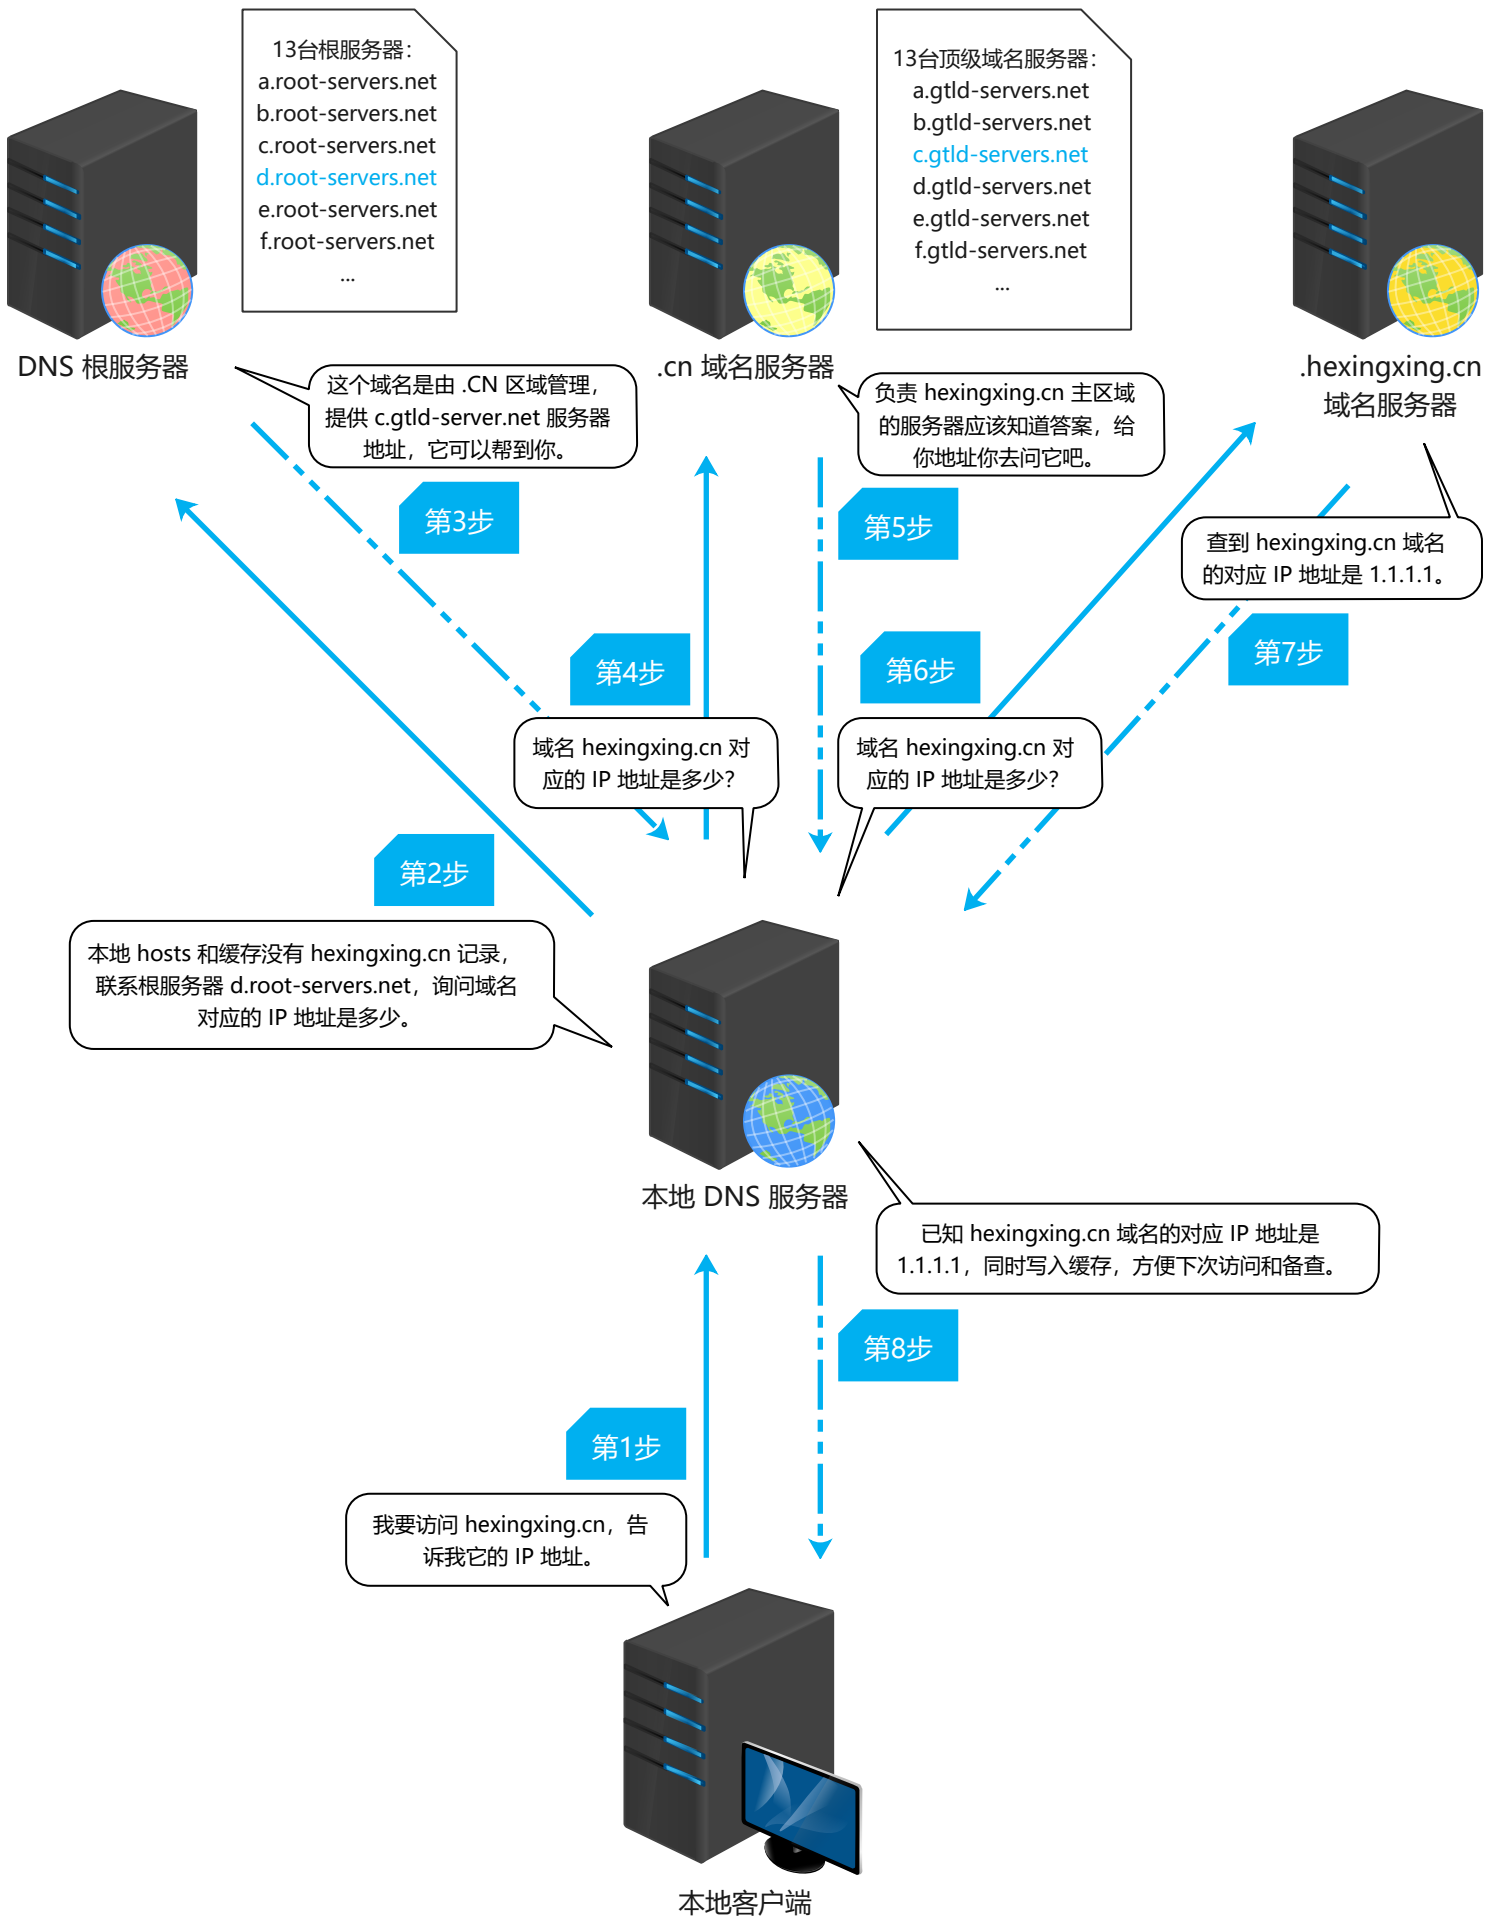 13台根服务器：
a.root-servers.net
b.root-servers.net
c.root-servers.net
d.root-servers.net
e.root-servers.net
f.root-servers.net
...
13台顶级域名服务器：
a.gtld-servers.net
b.gtld-servers.net
c.gtld-servers.net
d.gtld-servers.net
e.gtld-servers.net
f.gtld-servers.net
...
DNS 根服务器
.cn 域名服务器
.hexingxing.cn
域名服务器
这个域名是由 .CN 区域管理，
提供 c.gtld-server.net 服务器
地址，它可以帮到你。
负责 hexingxing.cn 主区域
的服务器应该知道答案，给
你地址你去问它吧。
第3步
第5步
查到 hexingxing.cn 域名
的对应 IP 地址是 1.1.1.1。
第4步
第6步
第7步
域名 hexingxing.cn 对
应的 IP 地址是多少？
域名 hexingxing.cn 对
应的 IP 地址是多少？
第2步
本地 hosts 和缓存没有 hexingxing.cn 记录，
联系根服务器 d.root-servers.net，询问域名
对应的 IP 地址是多少。
本地 DNS 服务器
已知 hexingxing.cn 域名的对应 IP 地址是
1.1.1.1，同时写入缓存，方便下次访问和备查。
第8步
第1步
我要访问 hexingxing.cn，告
诉我它的 IP 地址。
本地客户端